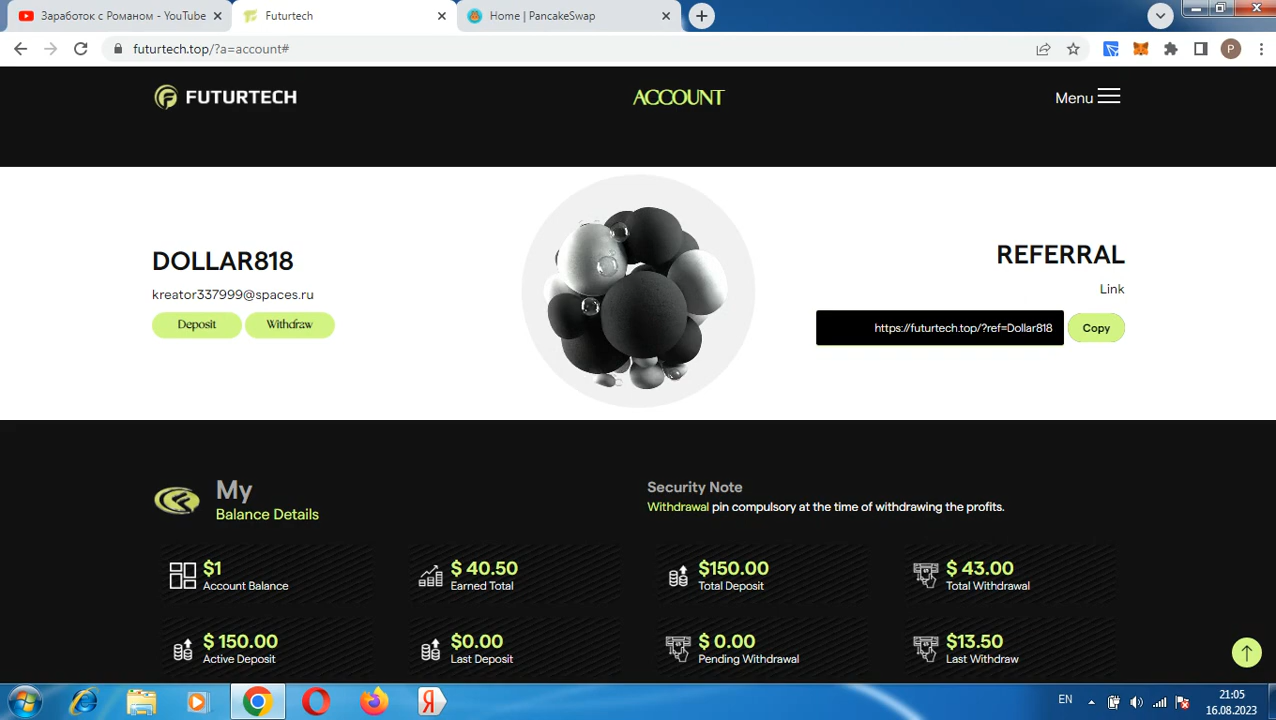 Заработок с Романом - YouTube
Futurtech
Home | PancakeSwap
futurtech.top/?a=account#
P
FUTURTECH
ACCOUNT
Menu
DOLLAR818
kreator337999@spaces.ru
Deposit
Withdraw
REFERRAL
Link
https://futurtech.top/?ref=Dollar818
Copy
My
Balance Details
Security Note
Withdrawal pin compulsory at the time of withdrawing the profits.
$1
Account Balance
$ 40.50
Earned Total
$150.00
Total Deposit
$ 43.00
Total Withdrawal
$ 150.00
Active Deposit
$0.00
Last Deposit
$ 0.00
Pending Withdrawal
$13.50
Last Withdraw
EN
21:05
16.08.2023